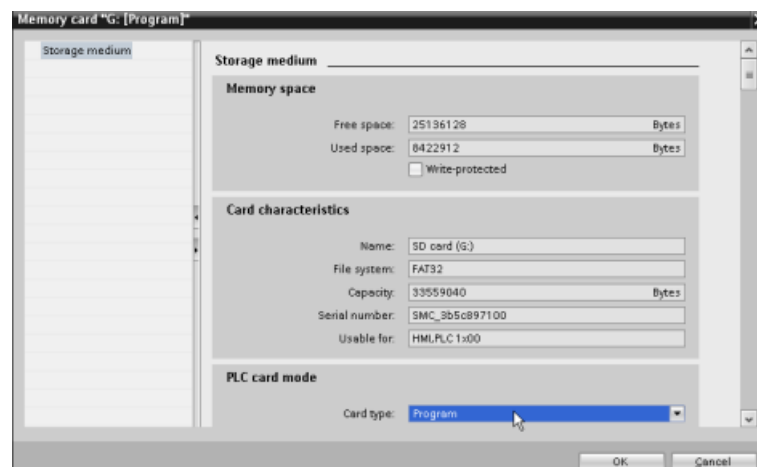 Memory card "G: [Program]"
Storage medium
Storage medium
Memory space
Free space: 25136128 Bytes
Used space: 8422912 Bytes
Write-protected
Card characteristics
Name: SD card (G:)
File system: FAT32
Capacity: 33559040 Bytes
Serial number: SMC_3b5c897100
Usable for: HMI,PLC 1x00
PLC card mode
Card type: Program
OK Cancel